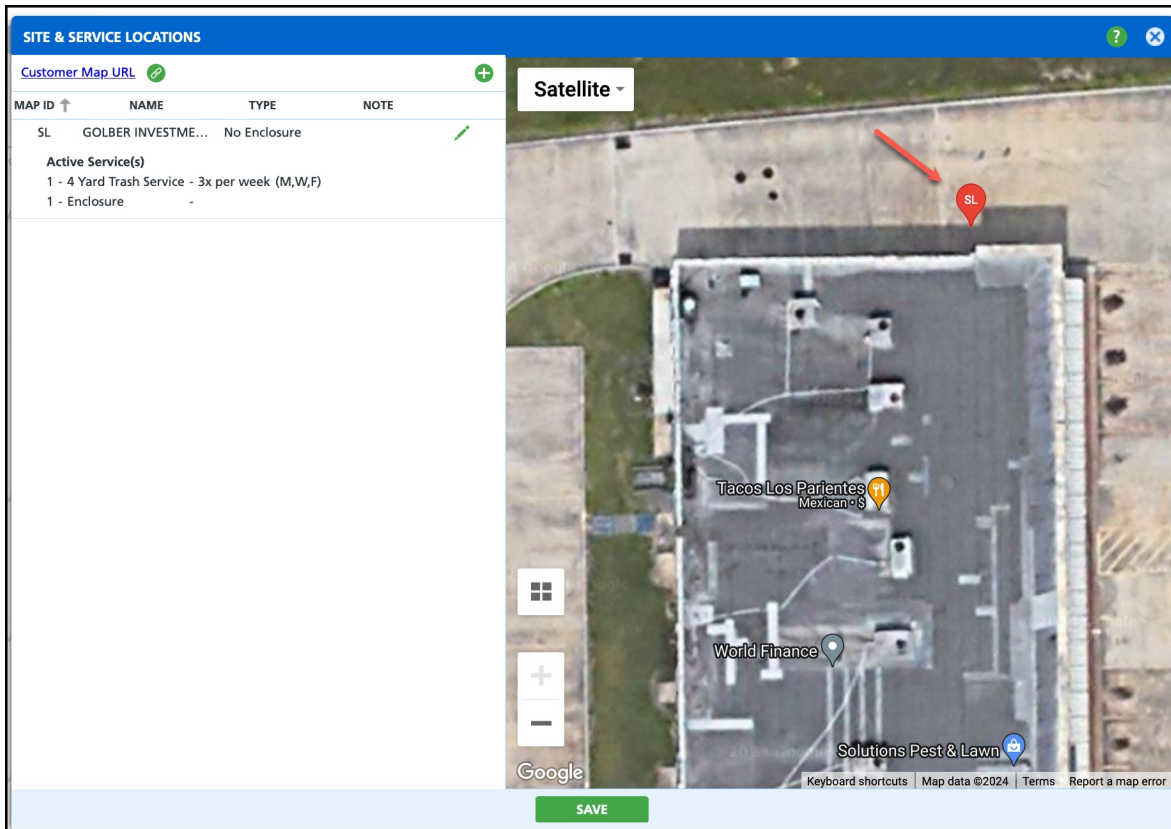 SITE & SERVICE LOCATIONS
?
Customer Map URL
MAP ID NAME TYPE NOTE
SL GOLBER INVESTME... No Enclosure
Active Service(s)
1 - 4 Yard Trash Service - 3x per week (M,W,F)
1 - Enclosure -
Satellite
SL
Tacos Los Parientes
Mexican • $
World Finance
Solutions Pest & Lawn
Google
Keyboard shortcuts Map data ©2024 Terms Report a map error
SAVE